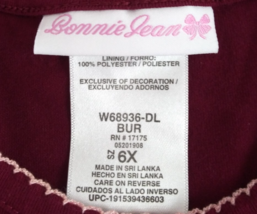 Bonnie Jean
LINING / FORRO:
100% POLYESTER / POLIESTER
EXCLUSIVE OF DECORATION /
EXCLUYENDO ADORNOS
W68936-DL
BUR
RN # 17175
05201908
SZ 6X
MADE IN SRI LANKA
HECHO EN SRI LANKA
CARE ON REVERSE
CUIDADOS AL LADO INVERSO
UPC-191539436603